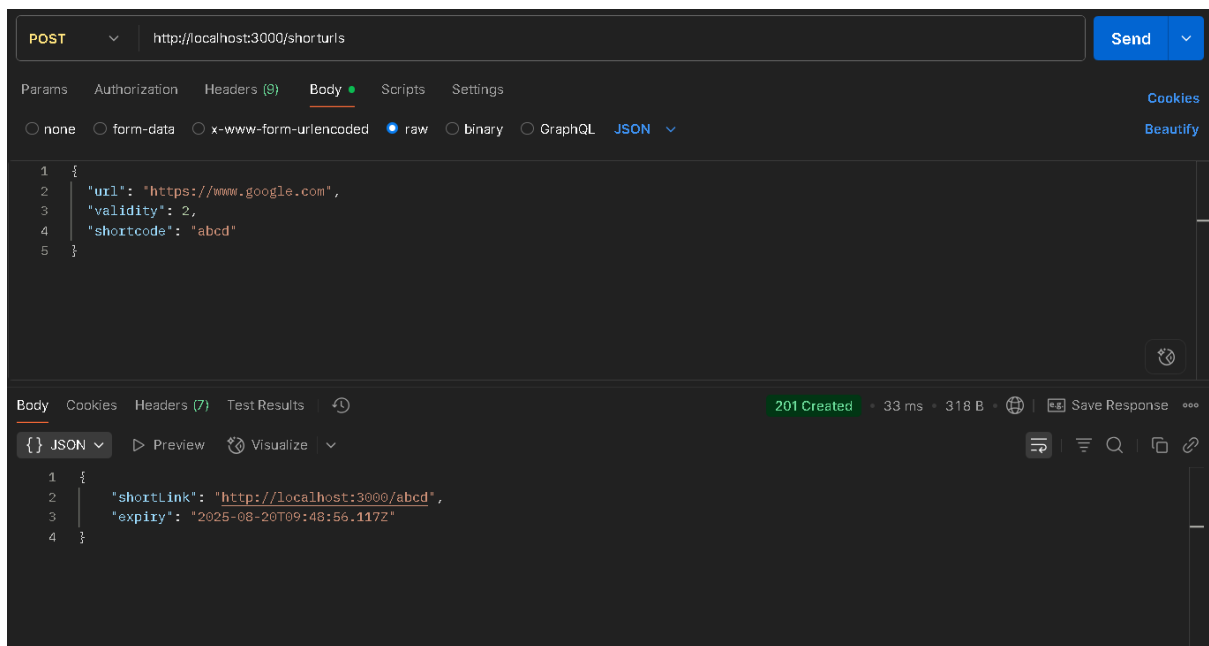 POST http://localhost:3000/shorturls Send
Params Authorization Headers (9) Body Scripts Settings
Cookies
none form-data x-www-form-urlencoded raw binary GraphQL JSON
Beautify
1 {
2 "url": "https://www.google.com",
3 "validity": 2,
4 "shortcode": "abcd"
5 }
Body Cookies Headers (7) Test Results 201 Created • 33 ms • 318 B • e.g. Save Response
{} JSON Preview Visualize
1 {
2 "shortLink": "http://localhost:3000/abcd",
3 "expiry": "2025-08-20T09:48:56.117Z"
4 }